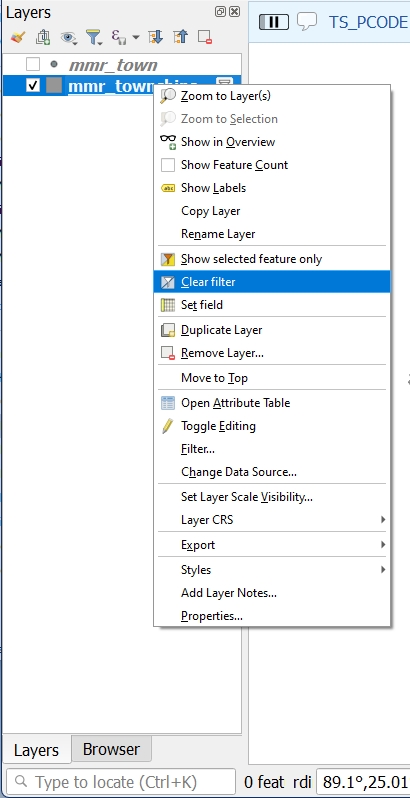 Layers
TS_PCODE
mmr_town
mmr_townships
Zoom to Layer(s)
Zoom to Selection
Show in Overview
Show Feature Count
abc Show Labels
Copy Layer
Rename Layer
Show selected feature only
Clear filter
Set field
Duplicate Layer
Remove Layer...
Move to Top
Open Attribute Table
Toggle Editing
Filter...
Change Data Source...
Set Layer Scale Visibility...
Layer CRS
Export
Styles
Add Layer Notes...
Properties...
Layers Browser
Type to locate (Ctrl+K) 0 feat rdi 89.1°,25.01